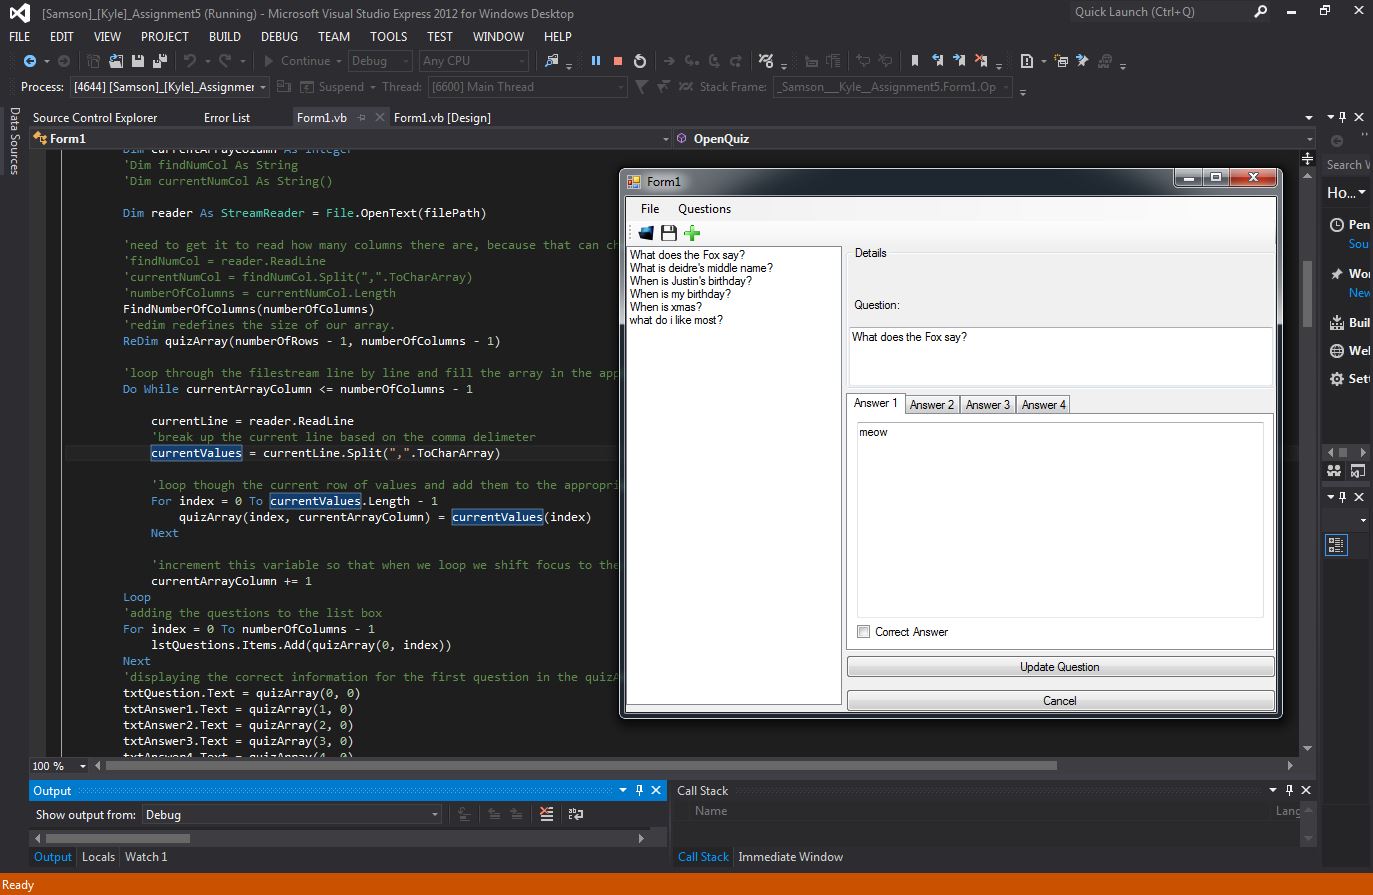 [Samson]_[Kyle]_Assignment5 (Running) - Microsoft Visual Studio Express 2012 for Windows Desktop
Quick Launch (Ctrl+Q)
FILE EDIT VIEW PROJECT BUILD DEBUG TEAM TOOLS TEST WINDOW HELP
Continue Debug Any CPU
Process: [4644] [Samson]_[Kyle]_Assignmer Suspend Thread: [6600] Main Thread Stack Frame: _Samson___Kyle__Assignment5.Form1.Op
Data Sources
Source Control Explorer Error List Form1.vb Form1.vb [Design]
Form1 OpenQuiz
Dim currentArrayColumn As Integer
'Dim findNumCol As String
'Dim currentNumCol As String()
Dim reader As StreamReader = File.OpenText(filePath)
'need to get it to read how many columns there are, because that can ch
'findNumCol = reader.ReadLine
'currentNumCol = findNumCol.Split(",".ToCharArray)
'numberOfColumns = currentNumCol.Length
FindNumberOfColumns(numberOfColumns)
'redim redefines the size of our array.
ReDim quizArray(numberOfRows - 1, numberOfColumns - 1)
'loop through the filestream line by line and fill the array in the app
Do While currentArrayColumn <= numberOfColumns - 1
currentLine = reader.ReadLine
'break up the current line based on the comma delimeter
currentValues = currentLine.Split(",".ToCharArray)
'loop though the current row of values and add them to the appropri
For index = 0 To currentValues.Length - 1
quizArray(index, currentArrayColumn) = currentValues(index)
Next
'increment this variable so that when we loop we shift focus to the
currentArrayColumn += 1
Loop
'adding the questions to the list box
For index = 0 To numberOfColumns - 1
lstQuestions.Items.Add(quizArray(0, index))
Next
'displaying the correct information for the first question in the quizA
txtQuestion.Text = quizArray(0, 0)
txtAnswer1.Text = quizArray(1, 0)
txtAnswer2.Text = quizArray(2, 0)
txtAnswer3.Text = quizArray(3, 0)
txtAnswer4.Text = quizArray(4, 0)
100 %
Form1
File Questions
What does the Fox say?
What is deidre's middle name?
When is Justin's birthday?
When is my birthday?
When is xmas?
what do i like most?
Details
Question:
What does the Fox say?
Answer 1 Answer 2 Answer 3 Answer 4
meow
Correct Answer
Update Question
Cancel
Search W
Ho...
Pen
Sou
Wor
New
Buil
Wel
Sett
Output
Show output from: Debug
Output Locals Watch 1
Call Stack
Name Lang
Call Stack Immediate Window
Ready